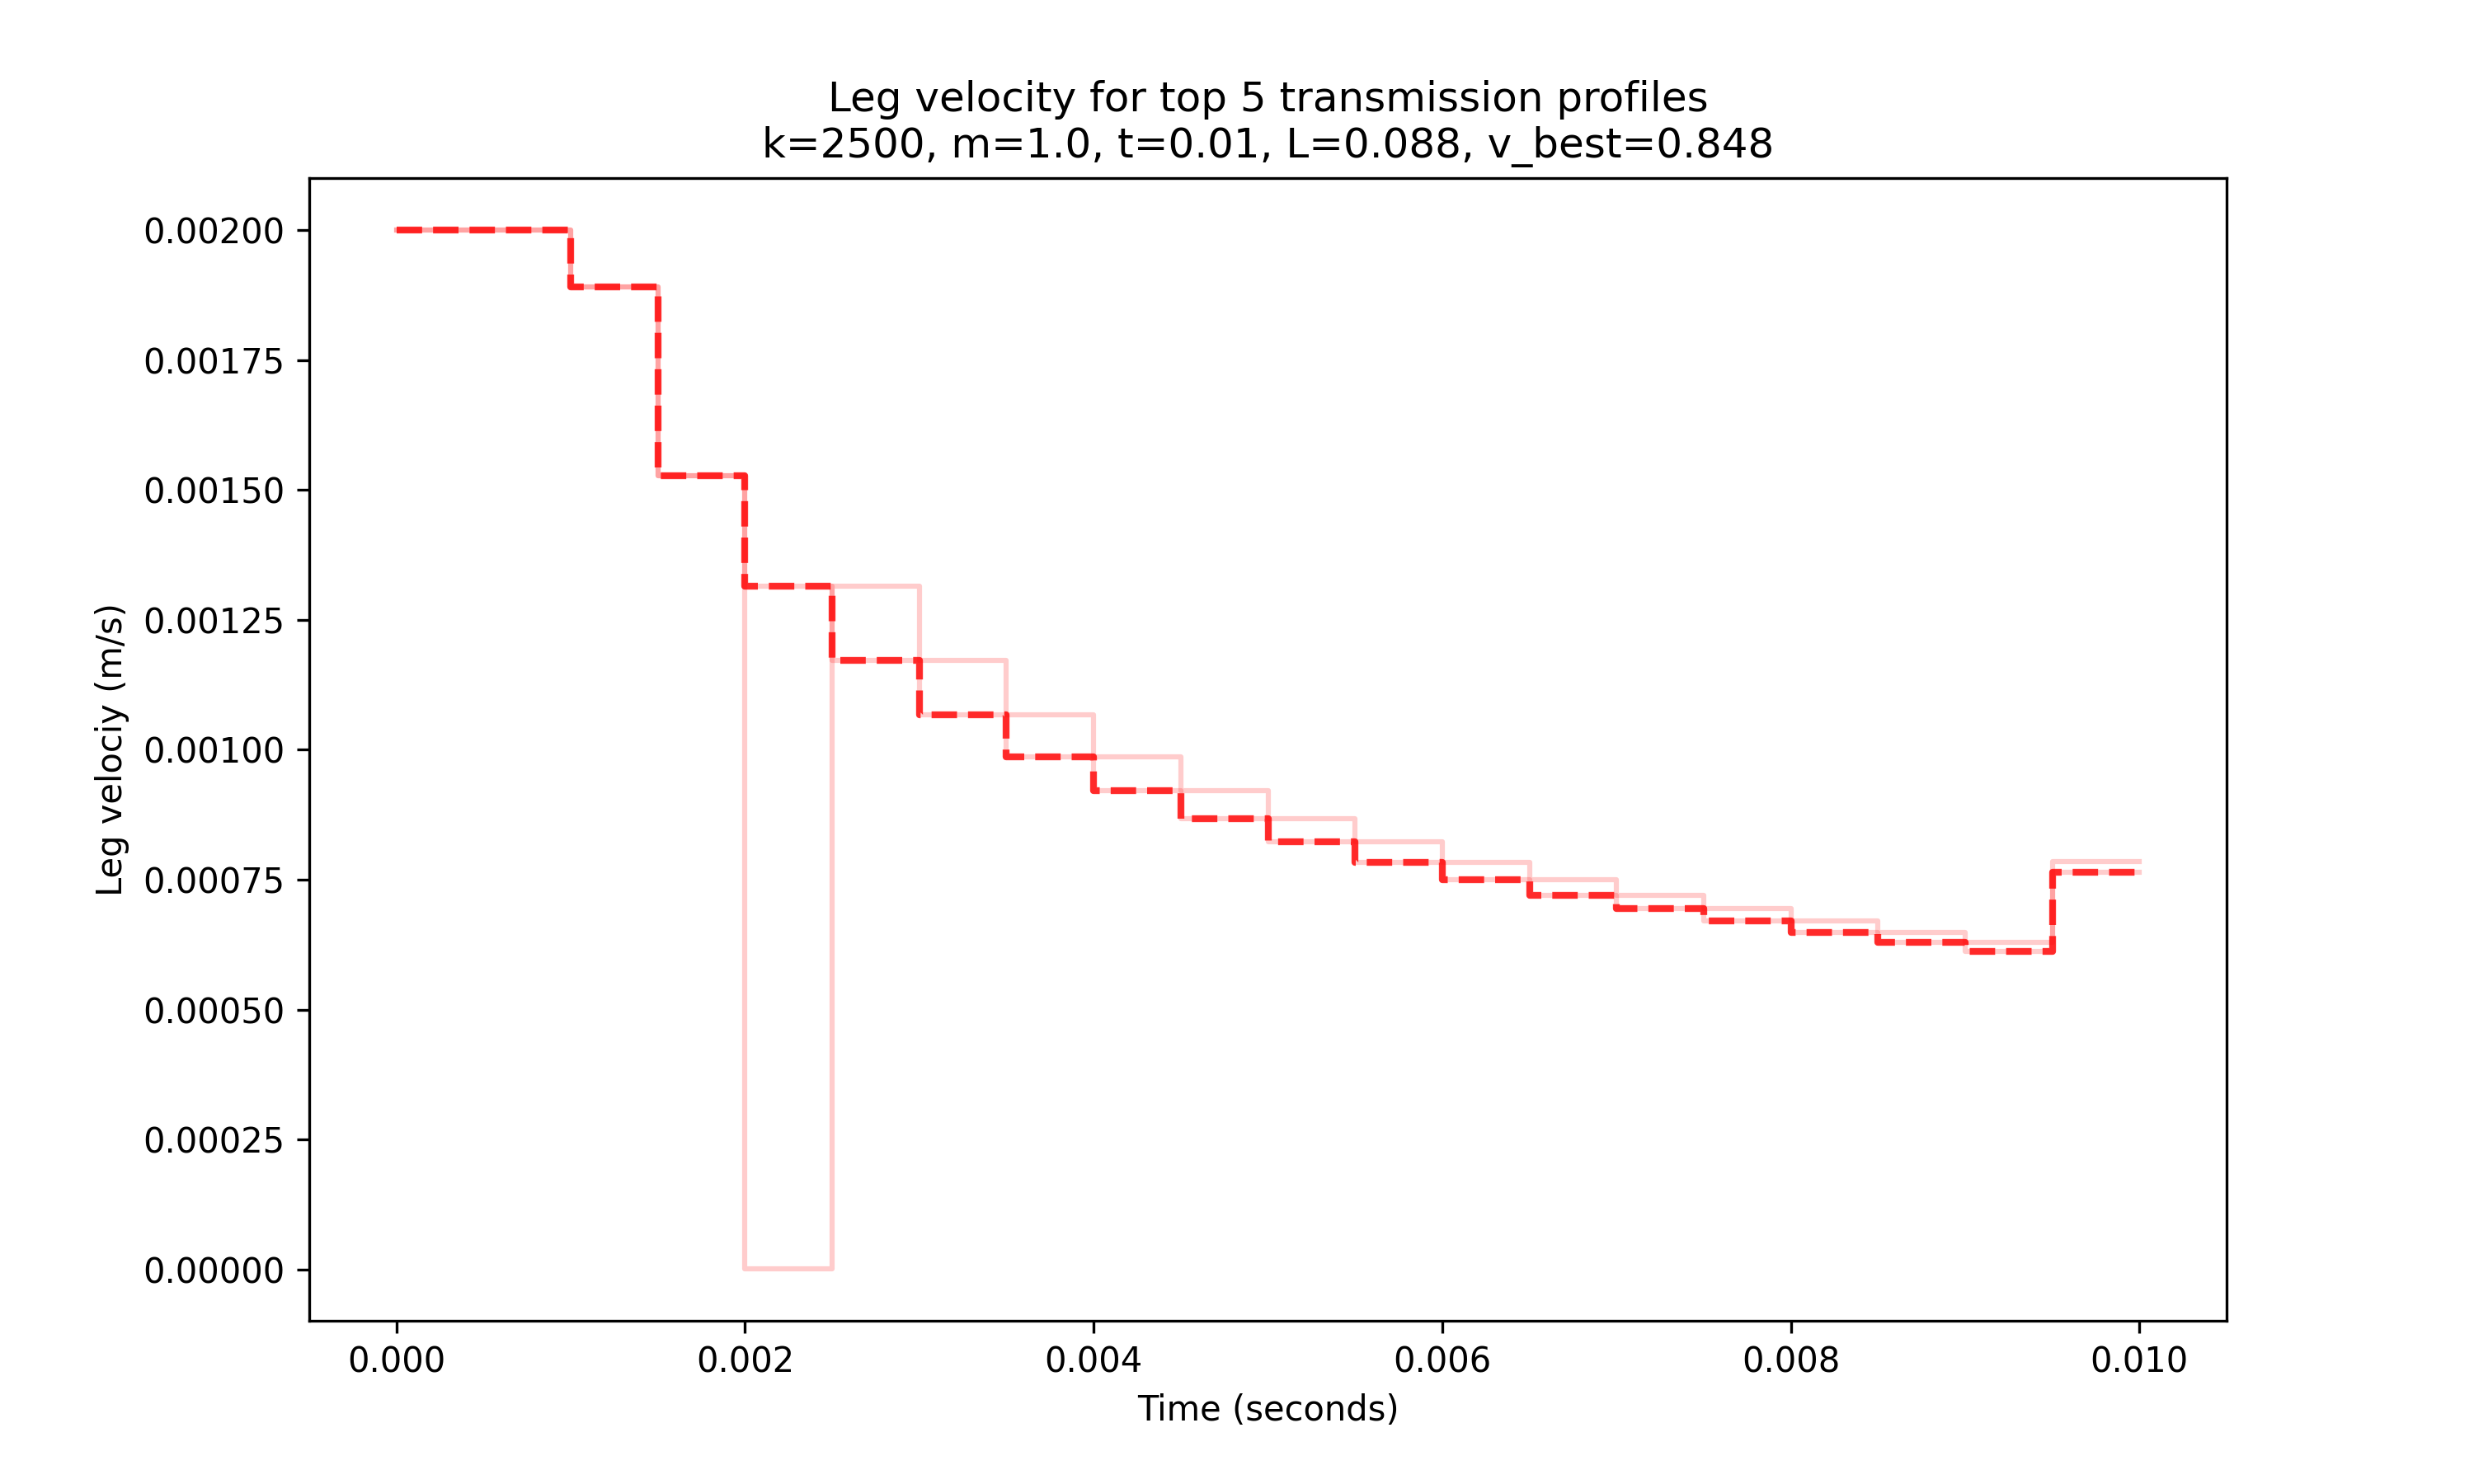 Leg velocity for top 5 transmission profiles
k=2500, m=1.0, t=0.01, L=0.088, v_best=0.848
Leg velociy (m/s)
0.00200
0.00175
0.00150
0.00125
0.00100
0.00075
0.00050
0.00025
0.00000
0.000 0.002 0.004 0.006 0.008 0.010
Time (seconds)